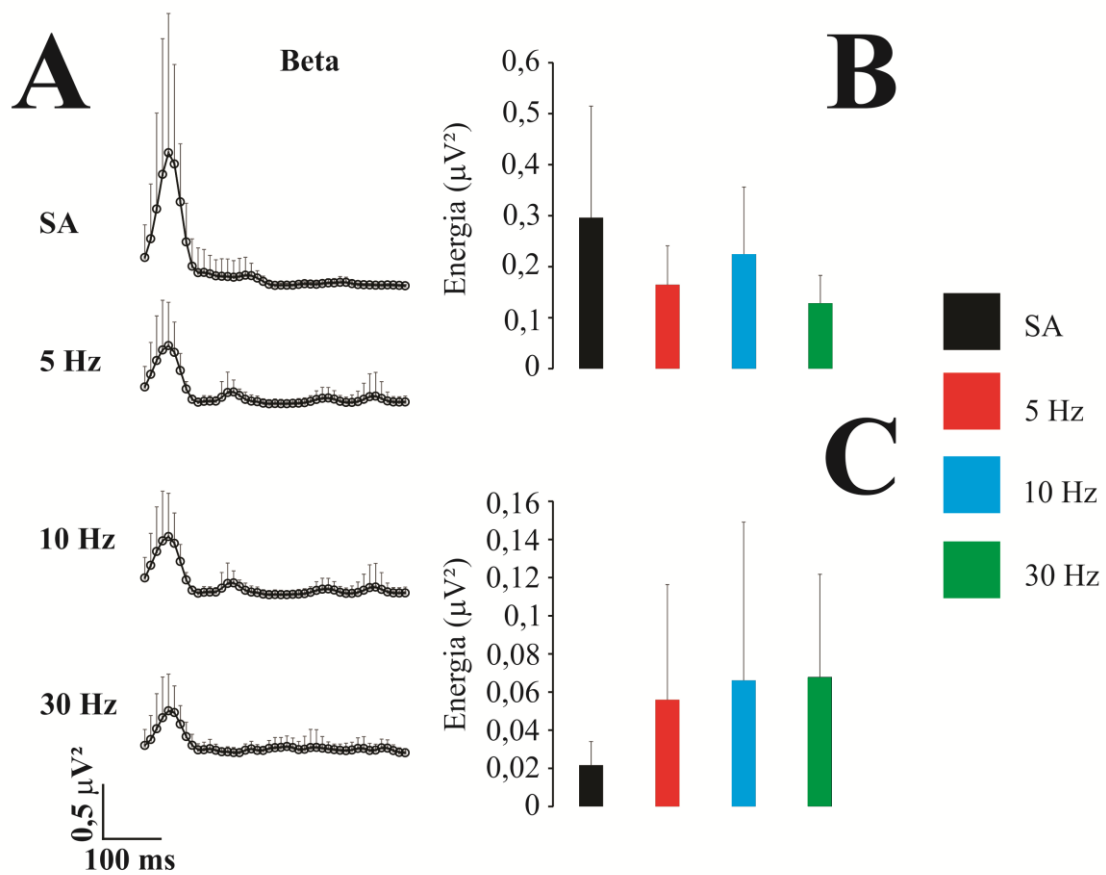 A
Beta
SA
5 Hz
10 Hz
30 Hz
0,5 µV²
100 ms
B
Energia (µV²)
0,6
0,5
0,4
0,3
0,2
0,1
0
C
Energia (µV²)
0,16
0,14
0,12
0,1
0,08
0,06
0,04
0,02
0
SA
5 Hz
10 Hz
30 Hz